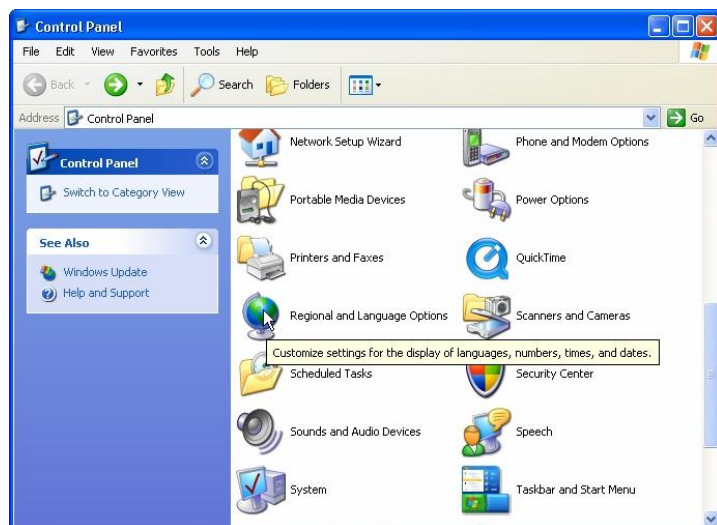 Control Panel
File Edit View Favorites Tools Help
Back Search Folders
Address Control Panel Go
Control Panel
Switch to Category View
See Also
Windows Update
Help and Support
Network Setup Wizard Phone and Modem Options
Portable Media Devices Power Options
Printers and Faxes QuickTime
Regional and Language Options Scanners and Cameras
Customize settings for the display of languages, numbers, times, and dates.
Scheduled Tasks Security Center
Sounds and Audio Devices Speech
System Taskbar and Start Menu